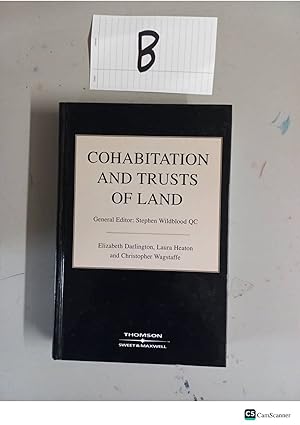 B
COHABITATION
AND TRUSTS
OF LAND
General Editor: Stephen Wildblood QC
Elizabeth Darlington, Laura Heaton
and Christopher Wagstaffe
THOMSON
SWEET & MAXWELL
CS CamScanner